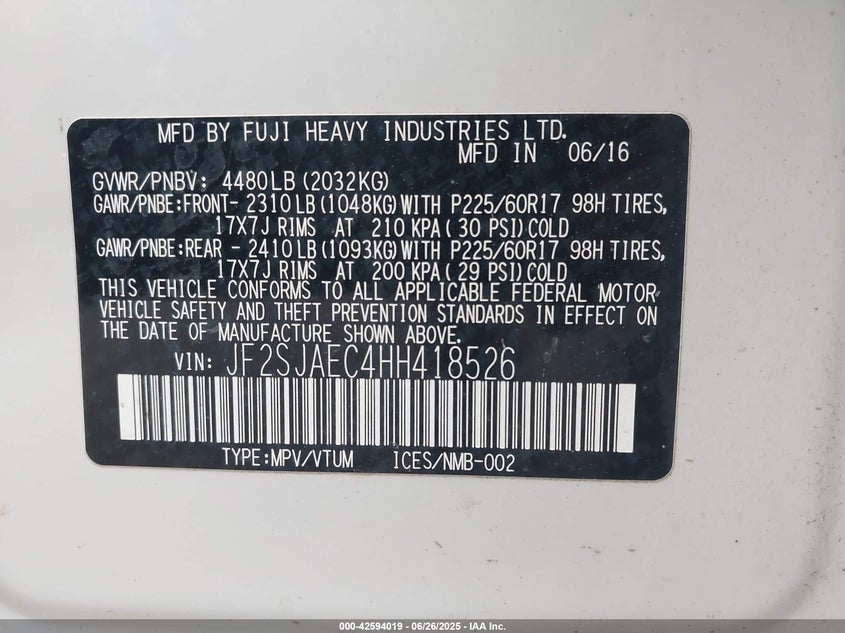 MFD BY FUJI HEAVY INDUSTRIES LTD.
MFD IN 06/16
GVWR/PNBV: 4480LB (2032KG)
GAWR/PNBE:FRONT- 2310LB (1048KG) WITH P225/60R17 98H TIRES,
17X7J RIMS AT 210 KPA ( 30 PSI) COLD
GAWR/PNBE:REAR - 2410LB (1093KG) WITH P225/60R17 98H TIRES,
17X7J RIMS AT 200 KPA ( 29 PSI) COLD
THIS VEHICLE CONFORMS TO ALL APPLICABLE FEDERAL MOTOR
VEHICLE SAFETY AND THEFT PREVENTION STANDARDS IN EFFECT ON
THE DATE OF MANUFACTURE SHOWN ABOVE.
VIN: JF2SJAEC4HH418526
TYPE:MPV/VTUM ICES/NMB-002
000-42594019 - 06/26/2025 - IAA Inc.